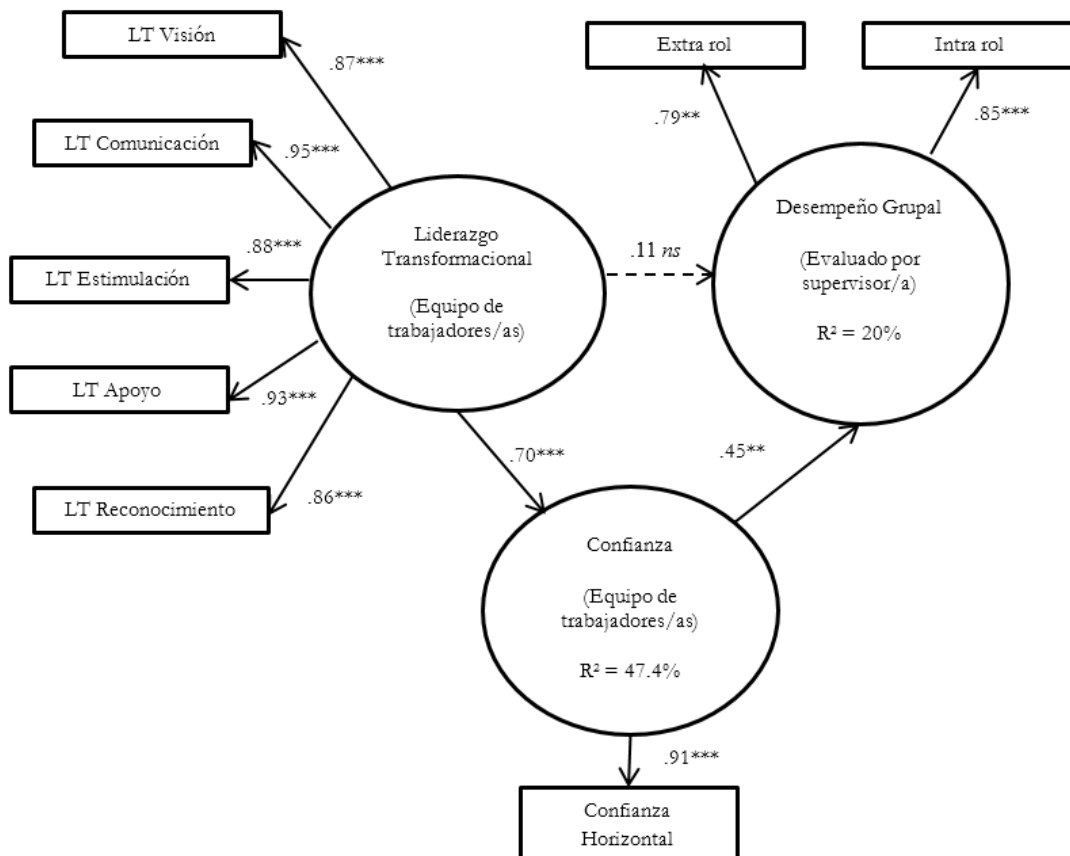 LT Visión
.87***
LT Comunicación
.95***
LT Estimulación
.88***
LT Apoyo
.93***
LT Reconocimiento
.86***
Liderazgo
Transformacional
(Equipo de
trabajadores/as)
.11 ns
Extra rol
.79**
Intra rol
.85***
Desempeño Grupal
(Evaluado por
supervisor/a)
R² = 20%
.70***
.45**
Confianza
(Equipo de
trabajadores/as)
R² = 47.4%
.91***
Confianza
Horizontal